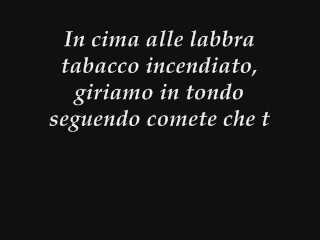 In cima alle labbra
tabacco incendiato,
giriamo in tondo
seguendo comete che t